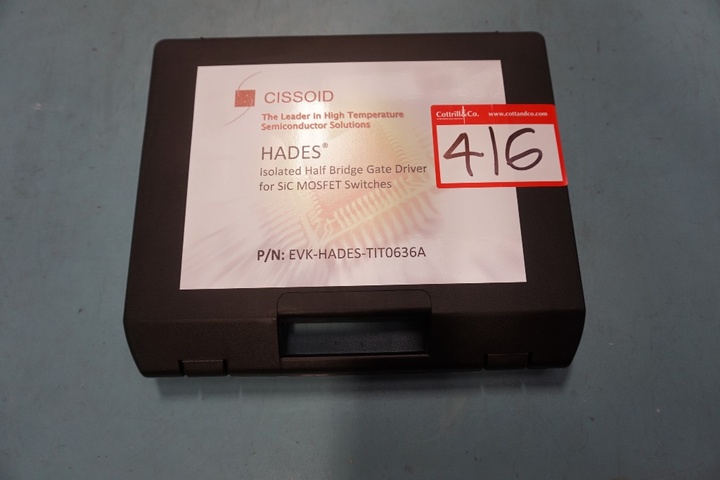 CISSOID
The Leader in High Temperature
Semiconductor Solutions
HADES®
Isolated Half Bridge Gate Driver
for SiC MOSFET Switches
P/N: EVK-HADES-TIT0636A
Cottrill&Co.
www.cottandco.com
416